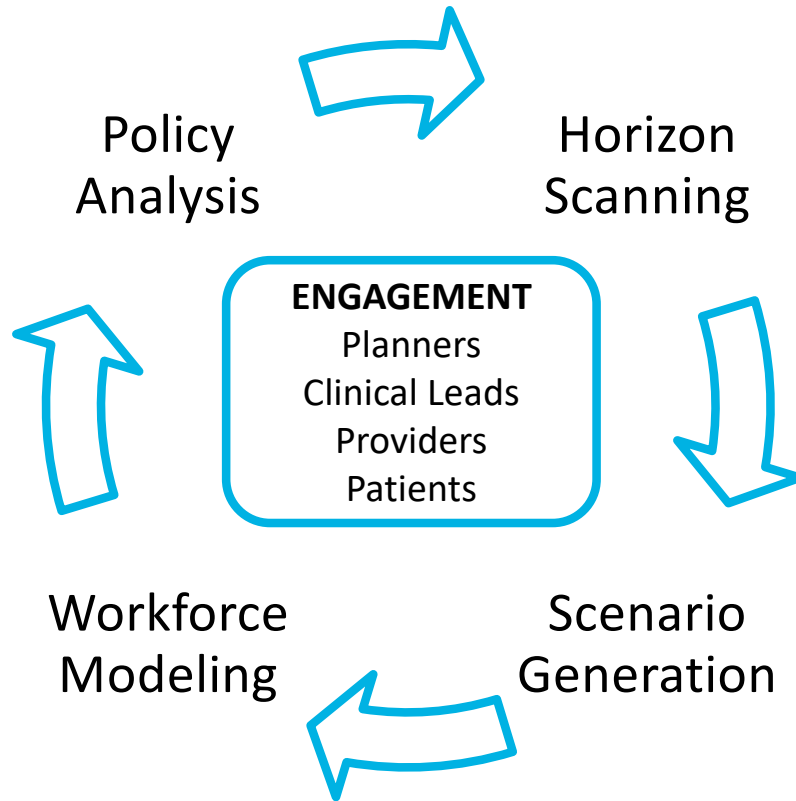 Policy
Analysis
Horizon
Scanning
ENGAGEMENT
Planners
Clinical Leads
Providers
Patients
Workforce
Modeling
Scenario
Generation